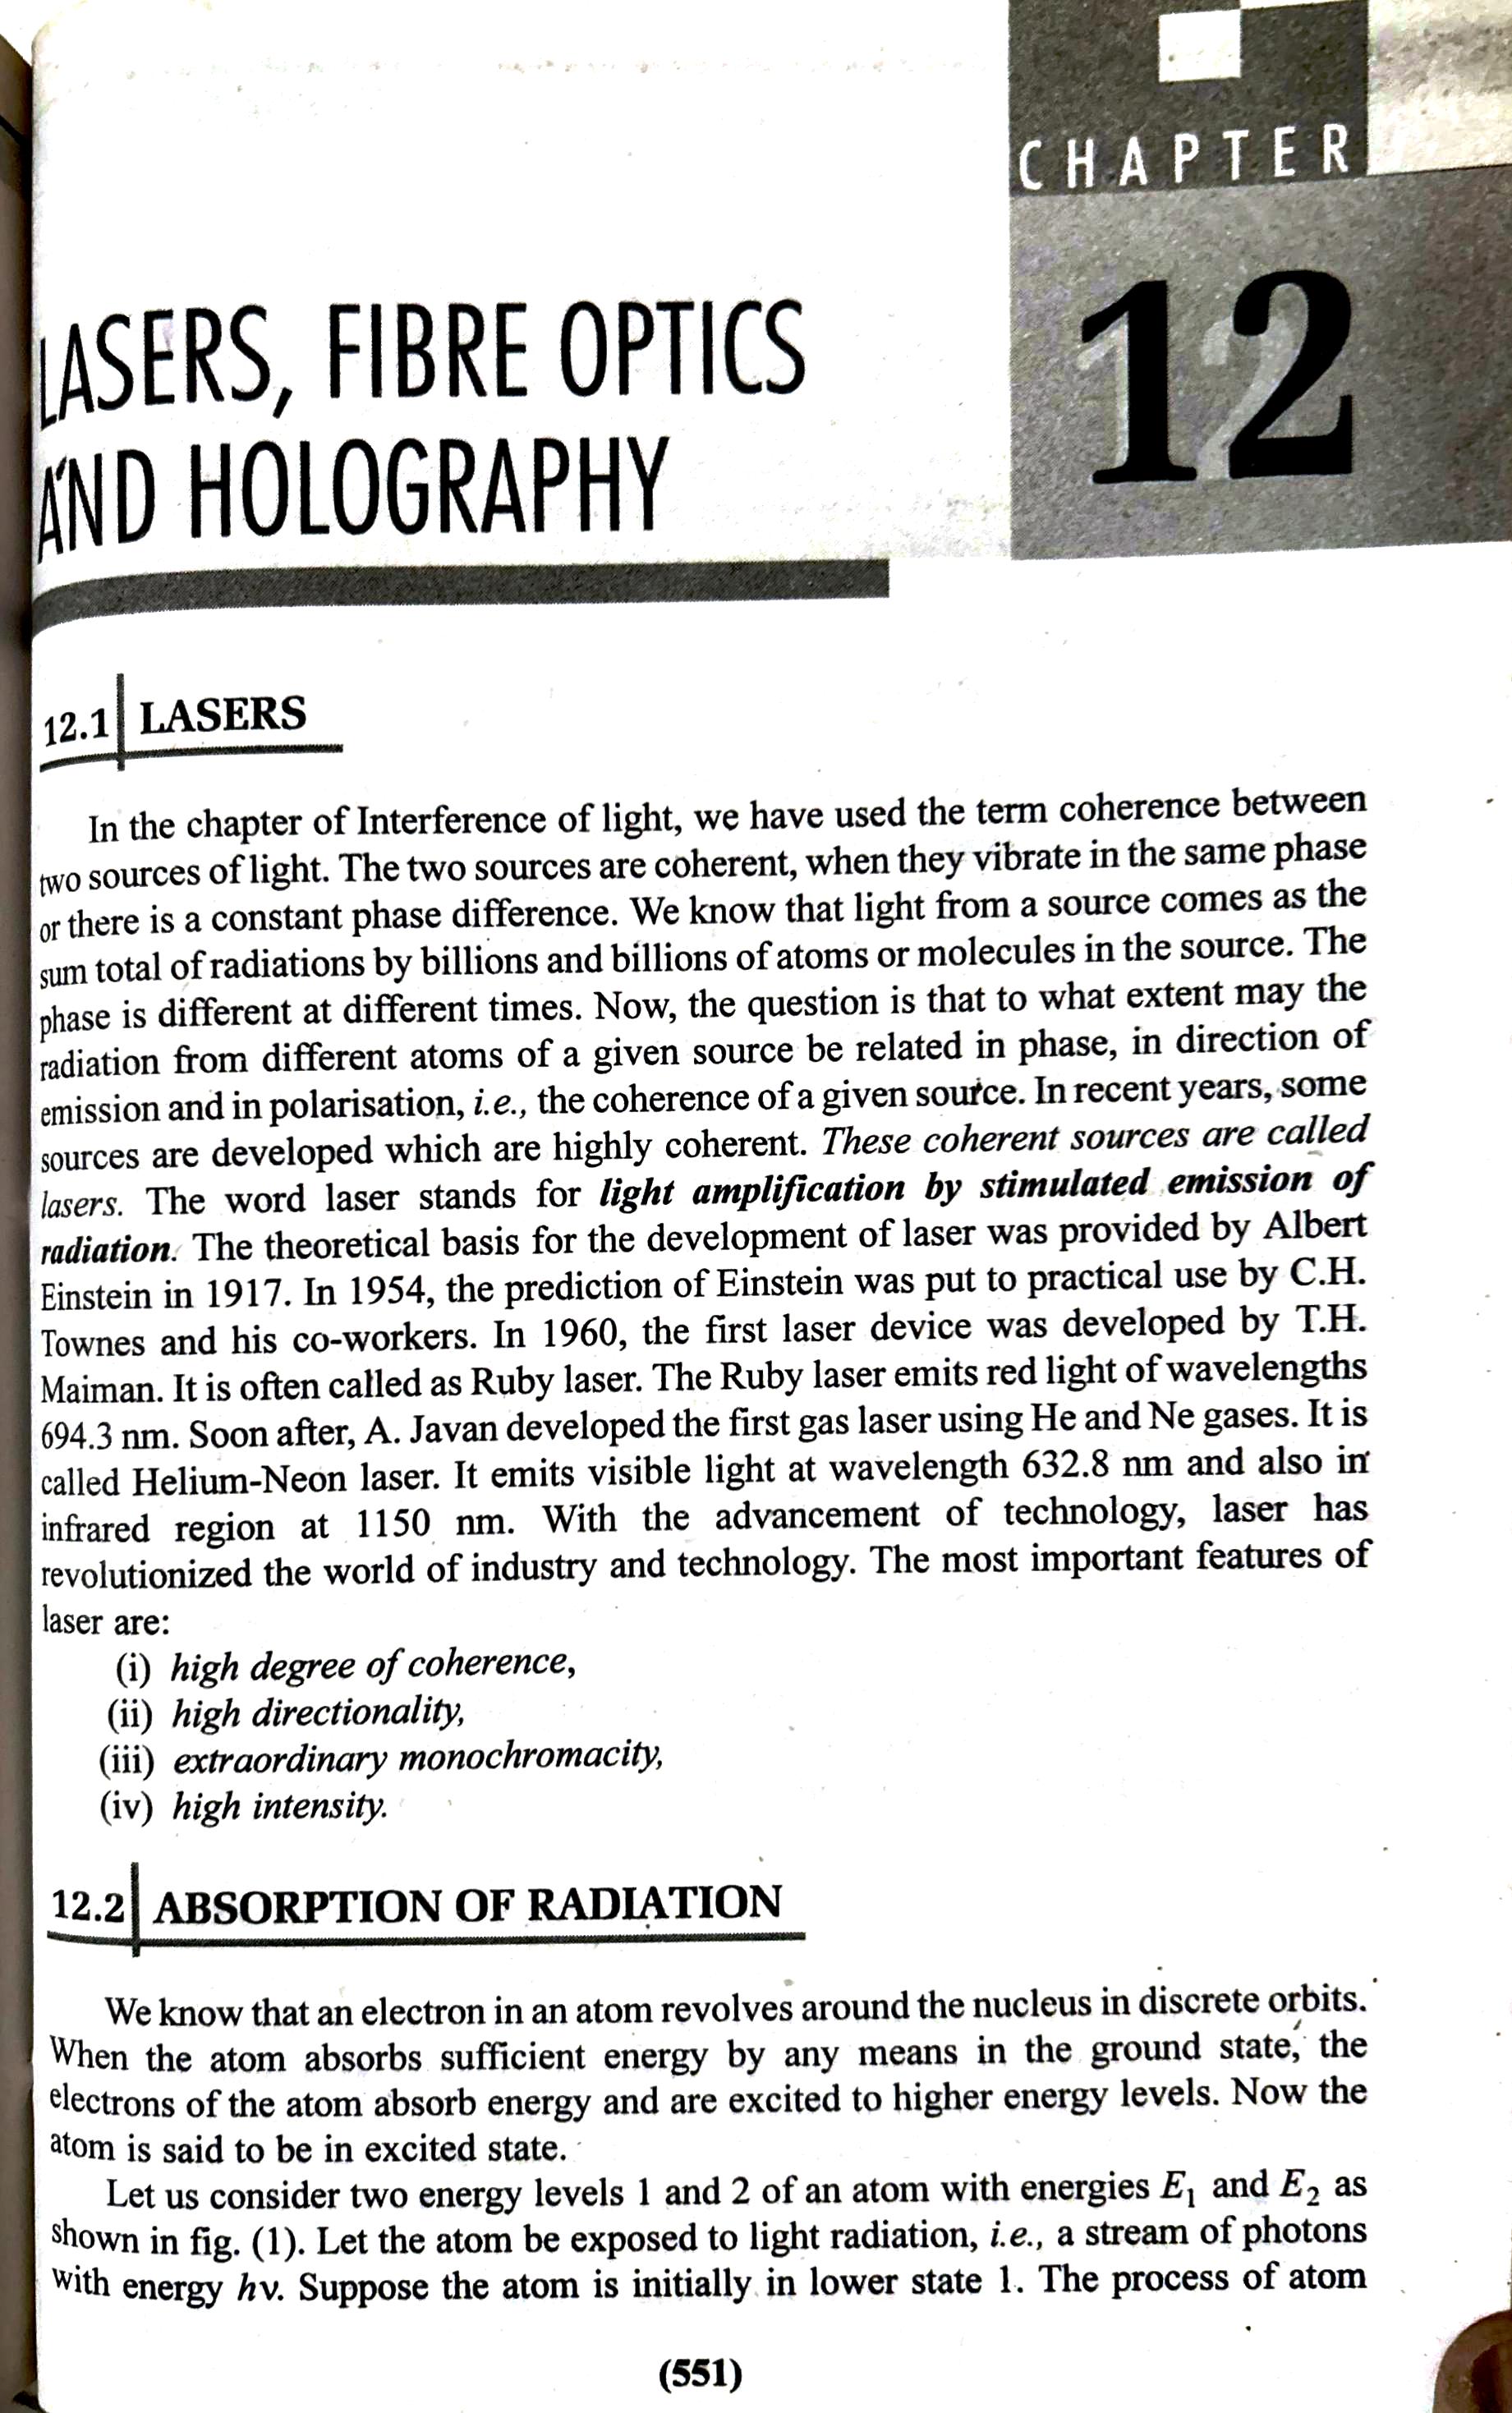 CHAPTER
12
LASERS, FIBRE OPTICS
AND HOLOGRAPHY
12.1 LASERS
In the chapter of Interference of light, we have used the term coherence between
two sources of light. The two sources are coherent, when they vibrate in the same phase
or there is a constant phase difference. We know that light from a source comes as the
sum total of radiations by billions and billions of atoms or molecules in the source. The
phase is different at different times. Now, the question is that to what extent may the
radiation from different atoms of a given source be related in phase, in direction of
emission and in polarisation, i.e., the coherence of a given source. In recent years, some
sources are developed which are highly coherent. These coherent sources are called
lasers. The word laser stands for light amplification by stimulated emission of
radiation. The theoretical basis for the development of laser was provided by Albert
Einstein in 1917. In 1954, the prediction of Einstein was put to practical use by C.H.
Townes and his co-workers. In 1960, the first laser device was developed by T.H.
Maiman. It is often called as Ruby laser. The Ruby laser emits red light of wavelengths
694.3 nm. Soon after, A. Javan developed the first gas laser using He and Ne gases. It is
called Helium-Neon laser. It emits visible light at wavelength 632.8 nm and also in
infrared region at 1150 nm. With the advancement of technology, laser has
revolutionized the world of industry and technology. The most important features of
laser are:
(i) high degree of coherence,
(ii) high directionality,
(iii) extraordinary monochromacity,
(iv) high intensity.
12.2 ABSORPTION OF RADIATION
We know that an electron in an atom revolves around the nucleus in discrete orbits.
When the atom absorbs sufficient energy by any means in the ground state, the
electrons of the atom absorb energy and are excited to higher energy levels. Now the
atom is said to be in excited state.
Let us consider two energy levels 1 and 2 of an atom with energies E₁ and E₂ as
shown in fig. (1). Let the atom be exposed to light radiation, i.e., a stream of photons
with energy hν. Suppose the atom is initially in lower state 1. The process of atom
(551)